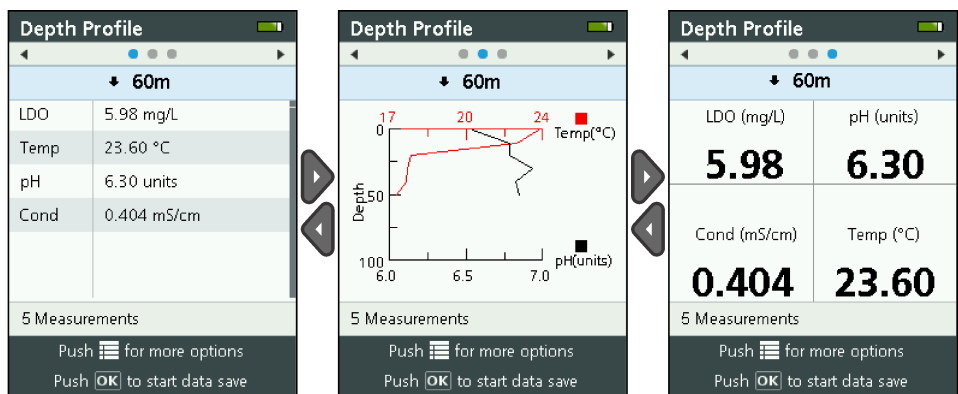 Depth Profile
60m
LDO 5.98 mg/L
Temp 23.60 °C
pH 6.30 units
Cond 0.404 mS/cm
5 Measurements
Push for more options
Push OK to start data save
Depth Profile
60m
17 20 24
Temp(°C)
0
Depth
50
100
6.0 6.5 7.0
pH(units)
5 Measurements
Push for more options
Push OK to start data save
Depth Profile
60m
LDO (mg/L) pH (units)
5.98 6.30
Cond (mS/cm) Temp (°C)
0.404 23.60
5 Measurements
Push for more options
Push OK to start data save